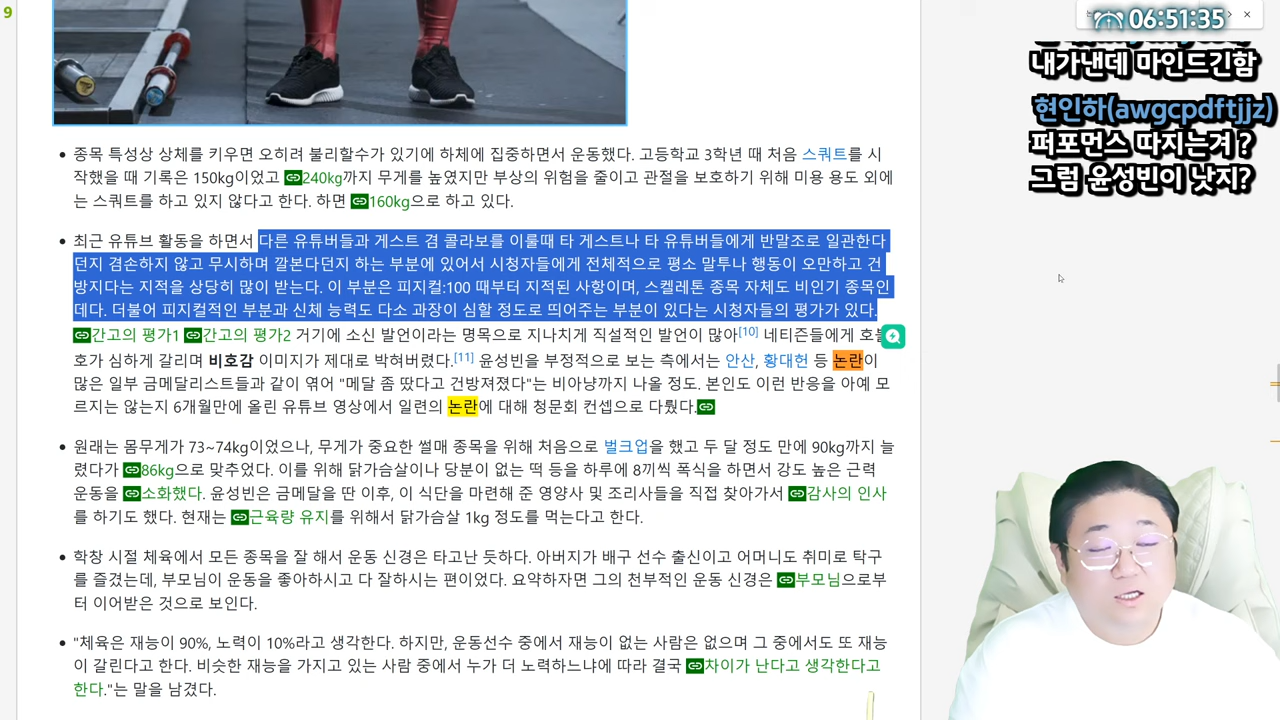 9
06:51:35
내가낸데 마인드긴함
현인하(awgcpdftjjz)
퍼포먼스 따지는겨?
그럼 윤성빈이 낫지?
종목 특성상 상체를 키우면 오히려 불리할수가 있기에 하체에 집중하면서 운동했다. 고등학교 3학년 때 처음 스쿼트를 시
작했을 때 기록은 150kg이었고 240kg까지 무게를 높였지만 부상의 위험을 줄이고 관절을 보호하기 위해 미용 용도 외에
는 스쿼트를 하고 있지 않다고 한다. 하면 160kg으로 하고 있다.
최근 유튜브 활동을 하면서 다른 유튜버들과 게스트 겸 콜라보를 이룰때 타 게스트나 타 유튜버들에게 반말조로 일관한다
던지 겸손하지 않고 무시하며 깔본다던지 하는 부분에 있어서 시청자들에게 전체적으로 평소 말투나 행동이 오만하고 건
방지다는 지적을 상당히 많이 받는다. 이 부분은 피지컬:100 때부터 지적된 사항이며, 스켈레톤 종목 자체도 비인기 종목인
데다. 더불어 피지컬적인 부분과 신체 능력도 다소 과장이 심할 정도로 띄어주는 부분이 있다는 시청자들의 평가가 있다.
간고의 평가1 간고의 평가2 거기에 소신 발언이라는 명목으로 지나치게 직설적인 발언이 많아[10] 네티즌들에게 호불
호가 심하게 갈리며 비호감 이미지가 제대로 박혀버렸다.[11] 윤성빈을 부정적으로 보는 측에서는 안산, 황대헌 등 논란이
많은 일부 금메달리스트들과 같이 엮어 "메달 좀 땄다고 건방져졌다"는 비아냥까지 나올 정도. 본인도 이런 반응을 아예 모
르지는 않는지 6개월만에 올린 유튜브 영상에서 일련의 논란에 대해 청문회 컨셉으로 다뤘다.
원래는 몸무게가 73~74kg이었으나, 무게가 중요한 썰매 종목을 위해 처음으로 벌크업을 했고 두 달 정도 만에 90kg까지 늘
렸다가 86kg으로 맞추었다. 이를 위해 닭가슴살이나 당분이 없는 떡 등을 하루에 8끼씩 폭식을 하면서 강도 높은 근력
운동을 소화했다. 윤성빈은 금메달을 딴 이후, 이 식단을 마련해 준 영양사 및 조리사들을 직접 찾아가서 감사의 인사
를 하기도 했다. 현재는 근육량 유지를 위해서 닭가슴살 1kg 정도를 먹는다고 한다.
학창 시절 체육에서 모든 종목을 잘 해서 운동 신경은 타고난 듯하다. 아버지가 배구 선수 출신이고 어머니도 취미로 탁구
를 즐겼는데, 부모님이 운동을 좋아하시고 다 잘하시는 편이었다. 요약하자면 그의 천부적인 운동 신경은 부모님으로부
터 이어받은 것으로 보인다.
"체육은 재능이 90%, 노력이 10%라고 생각한다. 하지만, 운동선수 중에서 재능이 없는 사람은 없으며 그 중에서도 또 재능
이 갈린다고 한다. 비슷한 재능을 가지고 있는 사람 중에서 누가 더 노력하느냐에 따라 결국 차이가 난다고 생각한다고
한다."는 말을 남겼다.